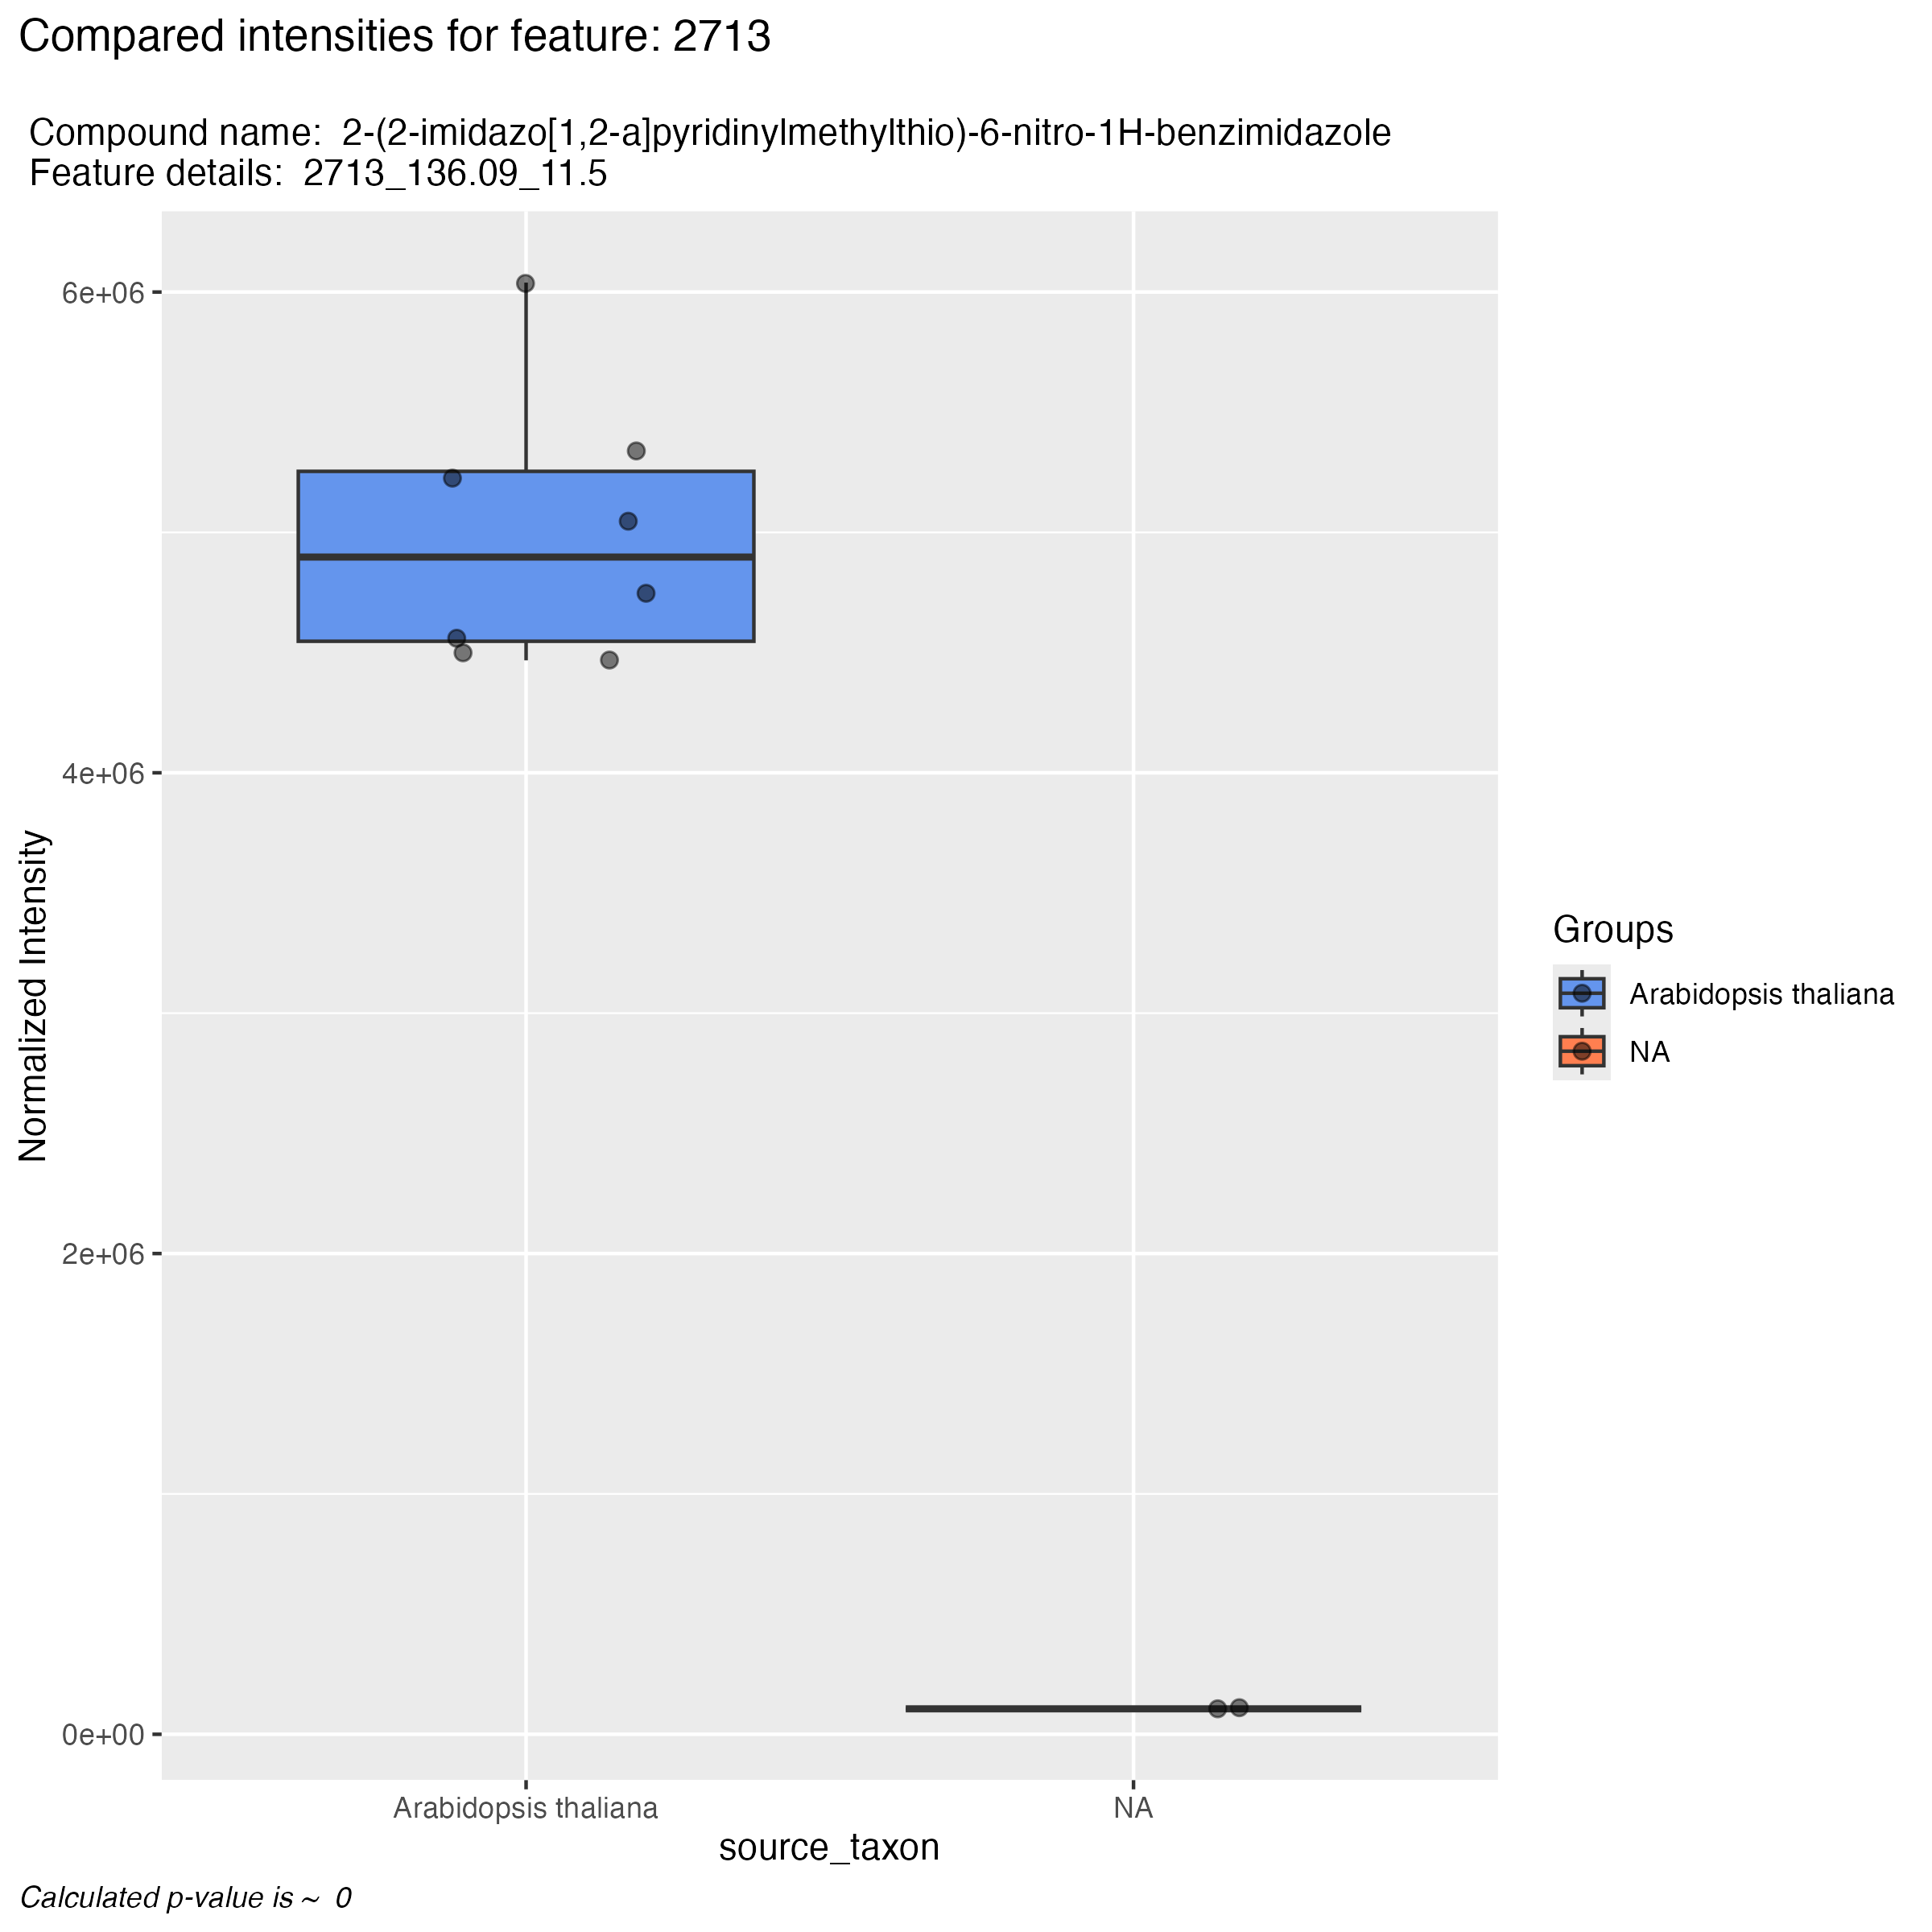 Compared intensities for feature: 2713
Compound name:  2-(2-imidazo[1,2-a]pyridinylmethylthio)-6-nitro-1H-benzimidazole
Feature details:  2713_136.09_11.5
6e+06
4e+06
2e+06
0e+00
Normalized Intensity
Arabidopsis thaliana
NA
source_taxon
Groups
Arabidopsis thaliana
NA
Calculated p-value is ~  0